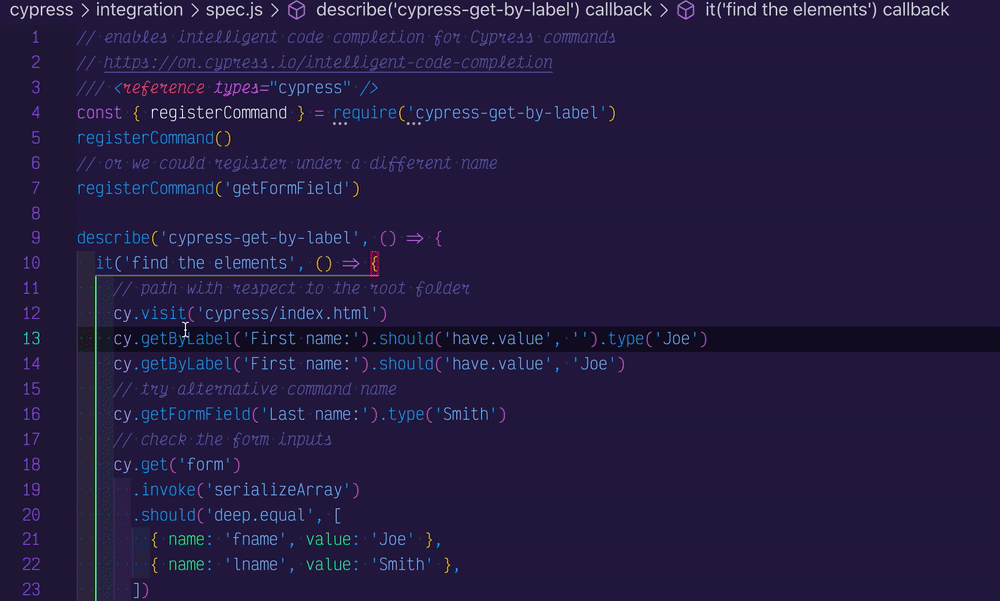 cypress > integration > spec.js > describe('cypress-get-by-label') callback > it('find the elements') callback
1 // enables intelligent code completion for Cypress commands
2 // https://on.cypress.io/intelligent-code-completion
3 /// <reference types="cypress" />
4 const { registerCommand } = require('cypress-get-by-label')
5 registerCommand()
6 // or we could register under a different name
7 registerCommand('getFormField')
8
9 describe('cypress-get-by-label', () => {
10 it('find the elements', () => {
11 // path with respect to the root folder
12 cy.visit('cypress/index.html')
13 cy.getByLabel('First name:').should('have.value', '').type('Joe')
14 cy.getByLabel('First name:').should('have.value', 'Joe')
15 // try alternative command name
16 cy.getFormField('Last name:').type('Smith')
17 // check the form inputs
18 cy.get('form')
19 .invoke('serializeArray')
20 .should('deep.equal', [
21 { name: 'fname', value: 'Joe' },
22 { name: 'lname', value: 'Smith' },
23 ])